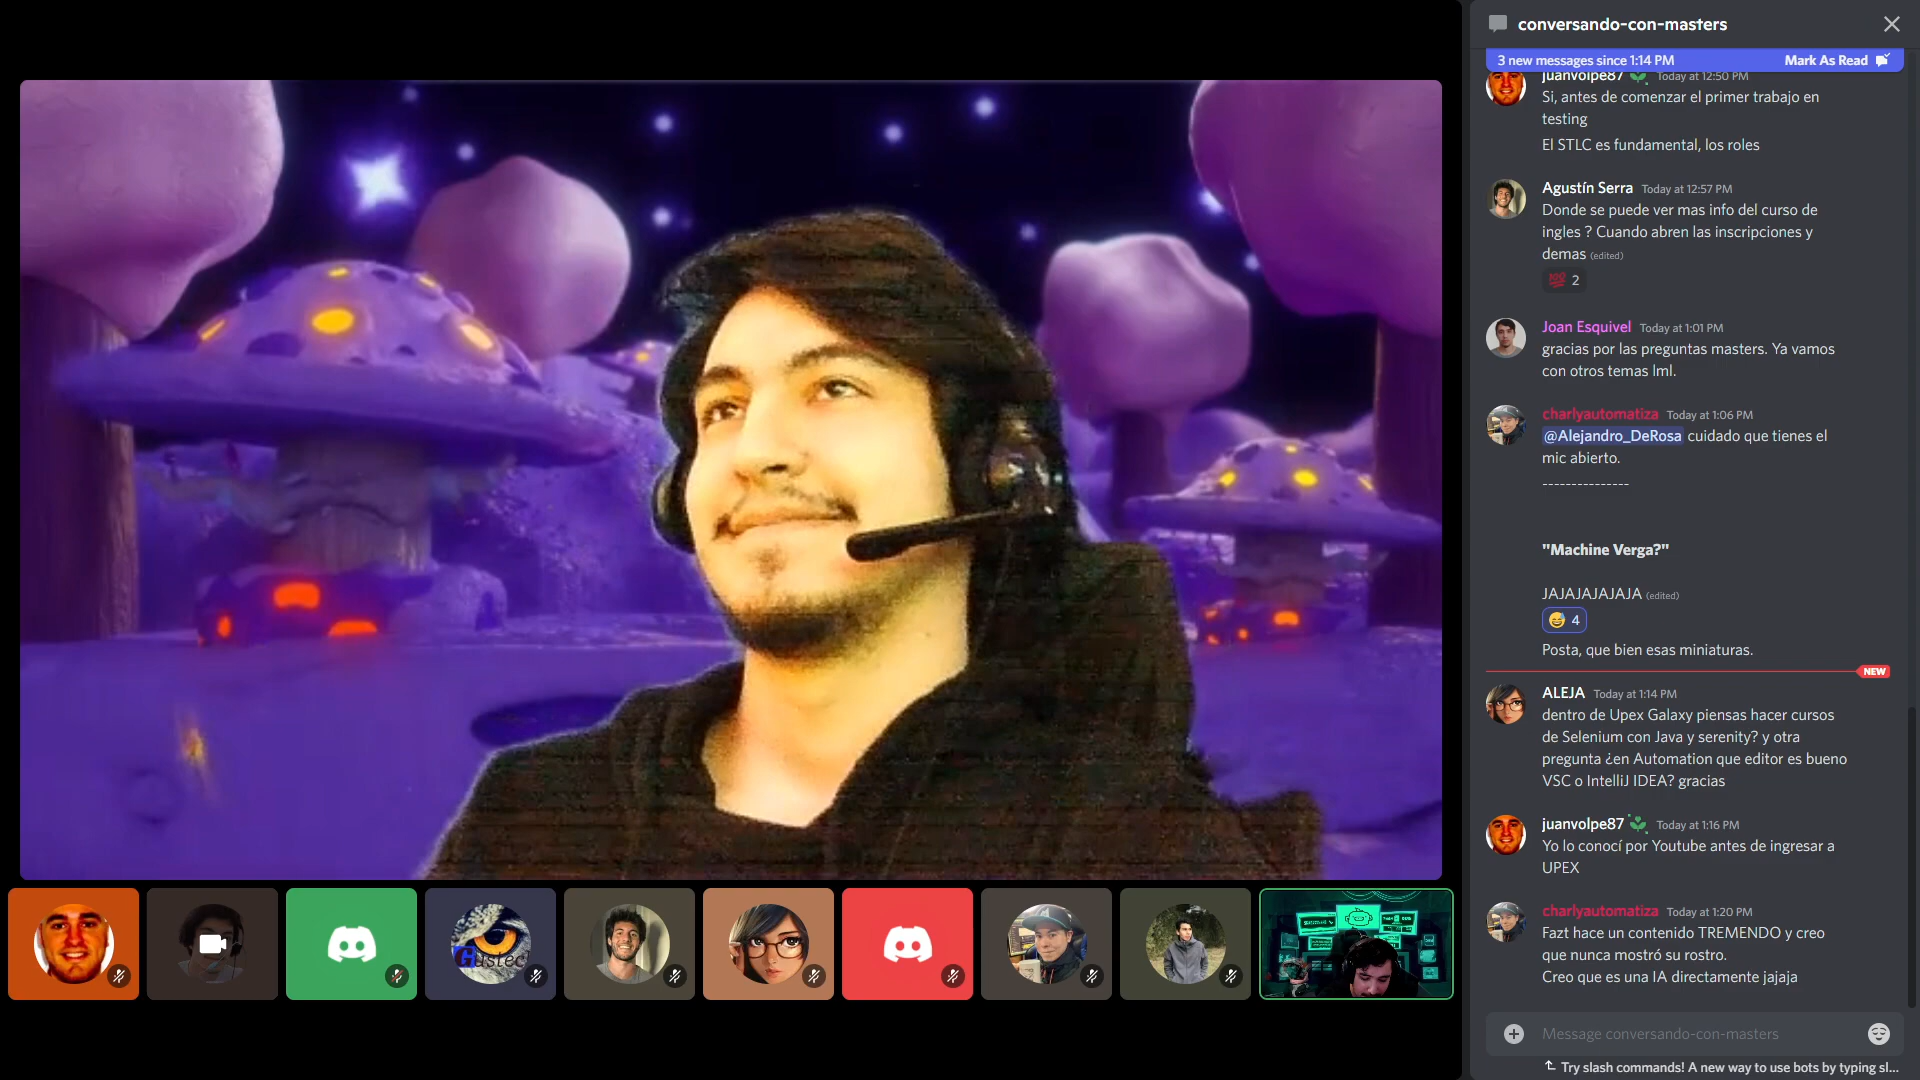 conversando-con-masters
3 new messages since 1:14 PM
Mark As Read
juanvolpe87 Today at 12:50 PM
Si, antes de comenzar el primer trabajo en
testing
El STLC es fundamental, los roles
Agustín Serra Today at 12:57 PM
Donde se puede ver mas info del curso de
ingles ? Cuando abren las inscripciones y
demas (edited)
💯 2
Joan Esquivel Today at 1:01 PM
gracias por las preguntas masters. Ya vamos
con otros temas lml.
charlyautomatiza Today at 1:06 PM
@Alejandro_DeRosa cuidado que tienes el
mic abierto.
---------------
"Machine Verga?"
JAJAJAJAJAJA (edited)
😅 4
Posta, que bien esas miniaturas.
NEW
ALEJA Today at 1:14 PM
dentro de Upex Galaxy piensas hacer cursos
de Selenium con Java y serenity? y otra
pregunta ¿en Automation que editor es bueno
VSC o IntelliJ IDEA? gracias
juanvolpe87 Today at 1:16 PM
Yo lo conocí por Youtube antes de ingresar a
UPEX
charlyautomatiza Today at 1:20 PM
Fazt hace un contenido TREMENDO y creo
que nunca mostró su rostro.
Creo que es una IA directamente jajaja
Message conversando-con-masters
Try slash commands! A new way to use bots by typing sl...